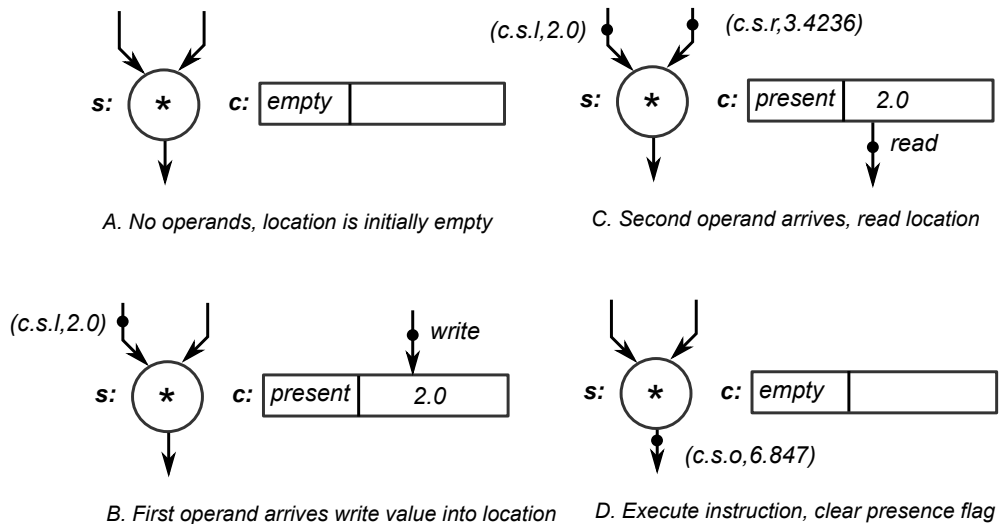 s: * c: empty
A. No operands, location is initially empty
(c.s.l,2.0) (c.s.r,3.4236)
s: * c: present 2.0
read
C. Second operand arrives, read location
(c.s.l,2.0) write
s: * c: present 2.0
B. First operand arrives write value into location
s: * c: empty
(c.s.o,6.847)
D. Execute instruction, clear presence flag